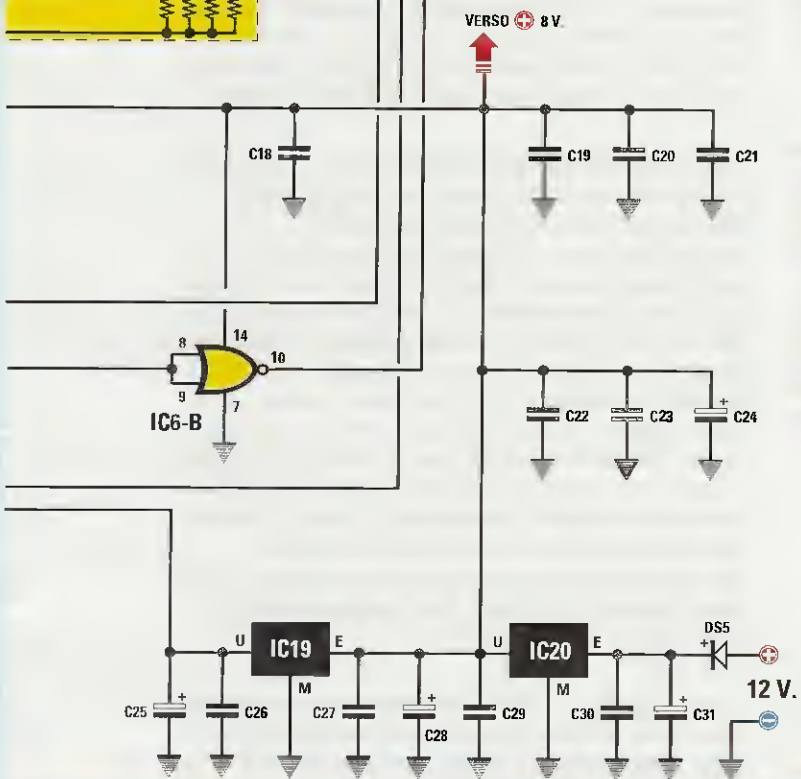 VERSO + 8 V.
C18
C19
C20
C21
8
14
10
9
7
IC6-B
C22
C23
+
C24
U
IC19
E
U
IC20
E
DS5
+
+
12 V.
M
M
C25
+
C26
C27
+
C28
C29
C30
+
C31
-